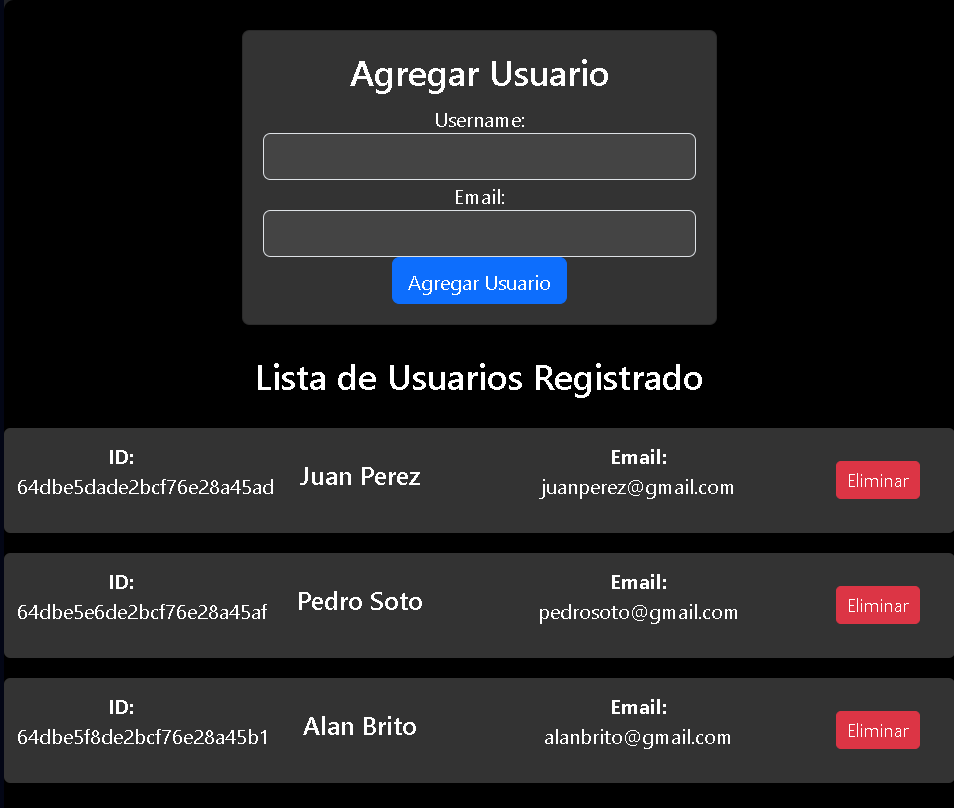 Agregar Usuario
Username:
Email:
Agregar Usuario
Lista de Usuarios Registrado
ID:
64dbe5dade2bcf76e28a45ad
Juan Perez
Email:
juanperez@gmail.com
Eliminar
ID:
64dbe5e6de2bcf76e28a45af
Pedro Soto
Email:
pedrosoto@gmail.com
Eliminar
ID:
64dbe5f8de2bcf76e28a45b1
Alan Brito
Email:
alanbrito@gmail.com
Eliminar